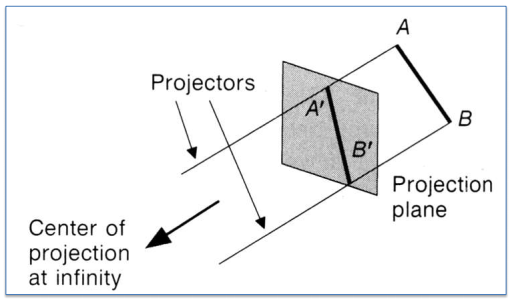 A
Projectors
A'
B
B'
Projection
plane
Center of
projection
at infinity